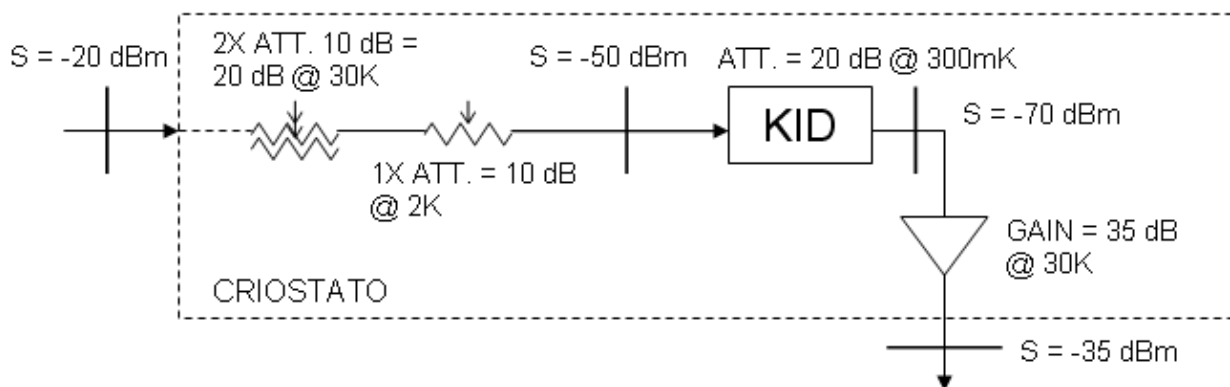 S = -20 dBm
2X ATT. 10 dB =
20 dB @ 30K
S = -50 dBm
ATT. = 20 dB @ 300mK
KID
S = -70 dBm
1X ATT. = 10 dB
@ 2K
GAIN = 35 dB
@ 30K
CRIOSTATO
S = -35 dBm